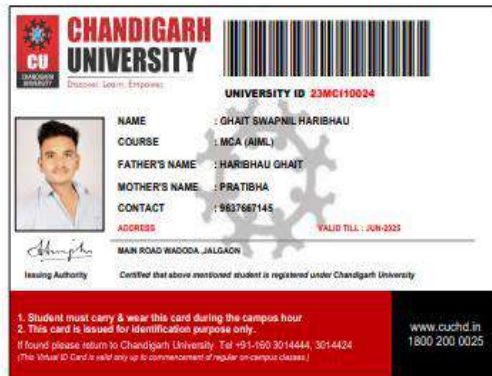 CHANDIGARH
UNIVERSITY
CU
CHANDIGARH
UNIVERSITY
Discover. Learn. Empower.
UNIVERSITY ID 23MCI10024
NAME : GHAIT SWAPNIL HARIBHAU
COURSE : MCA (AIML)
FATHER'S NAME : HARIBHAU GHAIT
MOTHER'S NAME : PRATIBHA
CONTACT : 9637667145
ADDRESS VALID TILL : JUN-2025
MAIN ROAD WADODA ,JALGAON
Issuing Authority
Certified that above mentioned student is registered under Chandigarh University
1. Student must carry & wear this card during the campus hour
2. This card is issued for identification purpose only.
If found please return to Chandigarh University Tel +91-160 3014444, 3014424
(This Virtual ID Card is valid only up to commencement of regular on-campus classes.)
www.cuchd.in
1800 200 0025